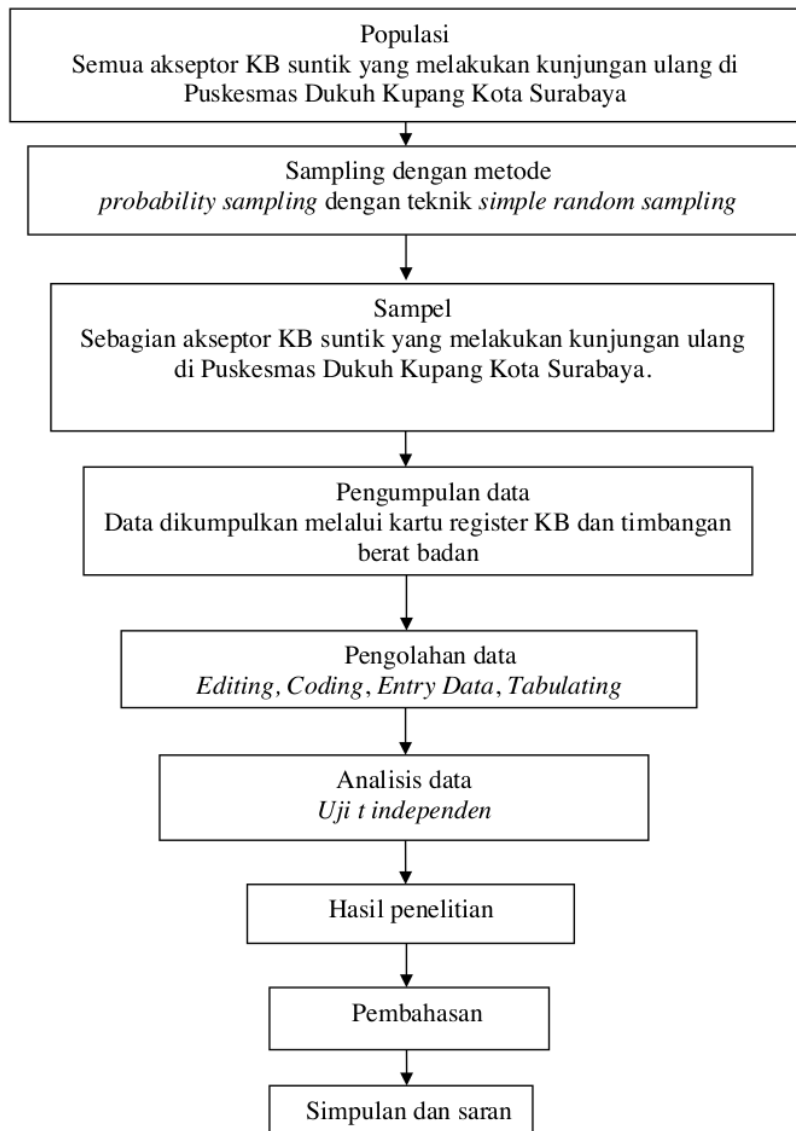 Populasi
Semua akseptor KB suntik yang melakukan kunjungan ulang di
Puskesmas Dukuh Kupang Kota Surabaya
Sampling dengan metode
probability sampling dengan teknik simple random sampling
Sampel
Sebagian akseptor KB suntik yang melakukan kunjungan ulang
di Puskesmas Dukuh Kupang Kota Surabaya.
Pengumpulan data
Data dikumpulkan melalui kartu register KB dan timbangan
berat badan
Pengolahan data
Editing, Coding, Entry Data, Tabulating
Analisis data
Uji t independen
Hasil penelitian
Pembahasan
Simpulan dan saran